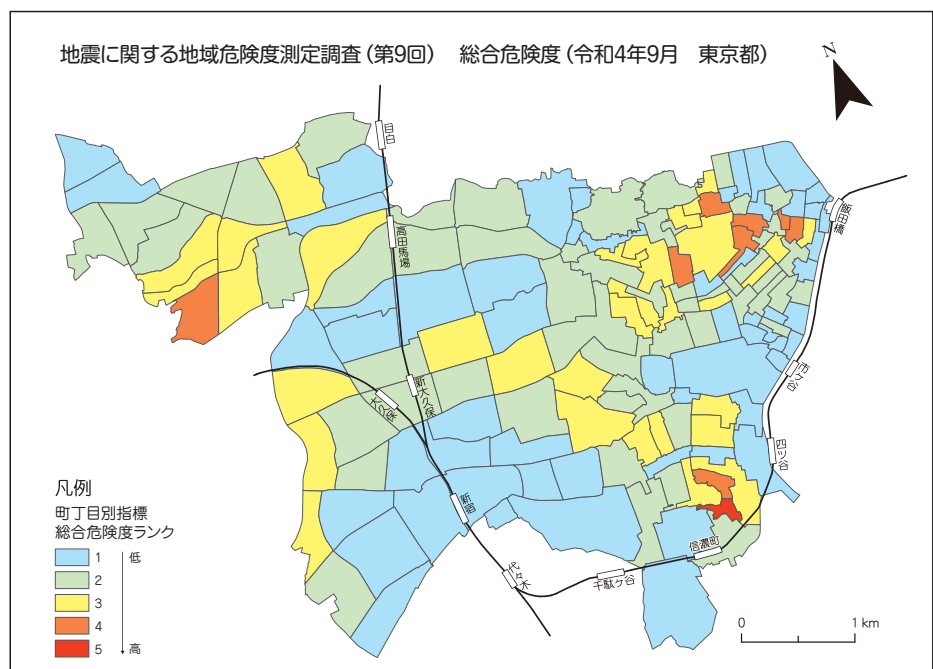 地震に関する地域危険度測定調査（第9回）　総合危険度（令和4年9月　東京都）
N
目白
飯田橋
高田馬場
市ケ谷
新大久保
大久保
四ツ谷
新宿
信濃町
代々木
千駄ケ谷
凡例
町丁目別指標
総合危険度ランク
1 低
2
3
4
5 高
0 1 km